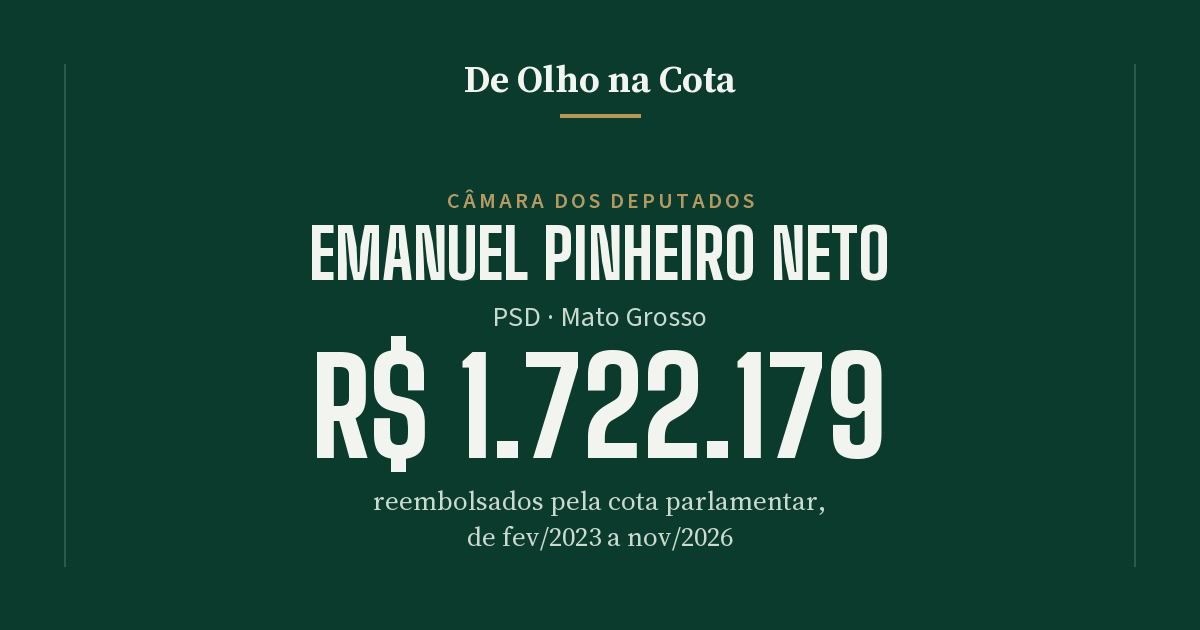 De Olho na Cota
CÂMARA DOS DEPUTADOS
EMANUEL PINHEIRO NETO
PSD · Mato Grosso
R$ 1.722.179
reembolsados pela cota parlamentar,
de fev/2023 a nov/2026